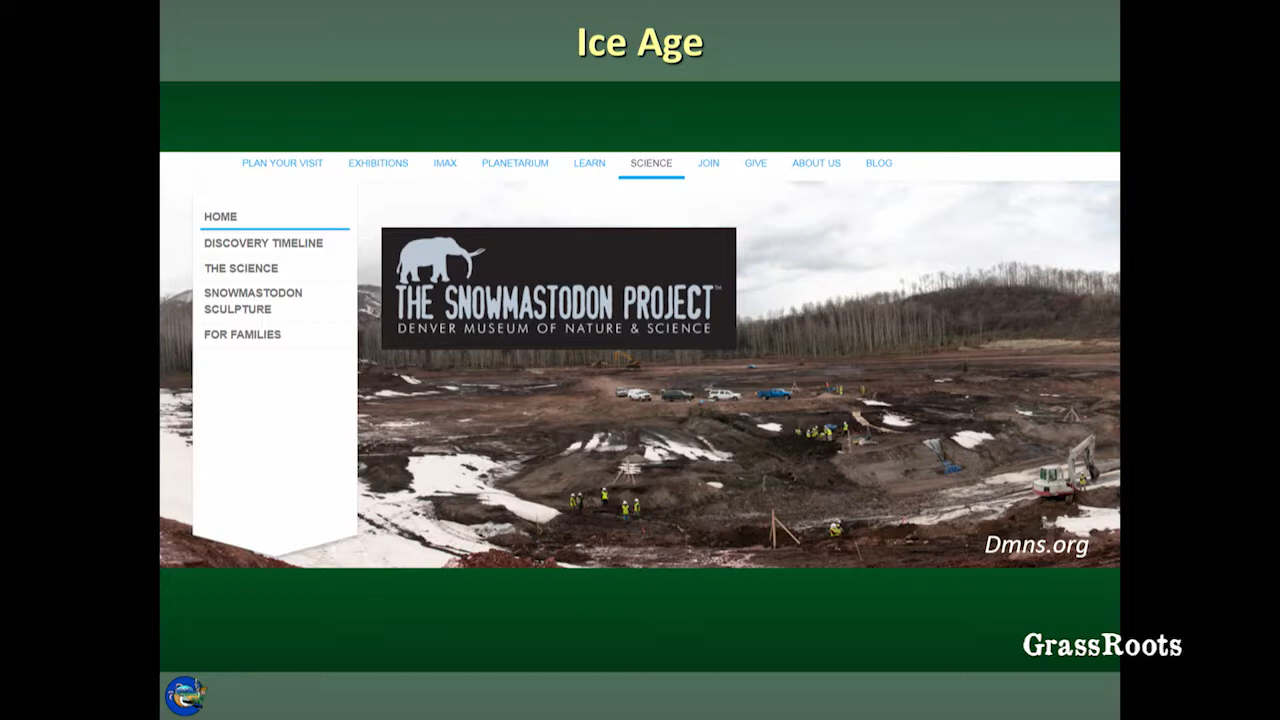 Ice Age
PLAN YOUR VISIT EXHIBITIONS IMAX PLANETARIUM LEARN SCIENCE JOIN GIVE ABOUT US BLOG
HOME
DISCOVERY TIMELINE
THE SCIENCE
SNOWMASTODON
SCULPTURE
FOR FAMILIES
THE SNOWMASTODON PROJECT™
DENVER MUSEUM OF NATURE & SCIENCE
Dmns.org
GrassRoots